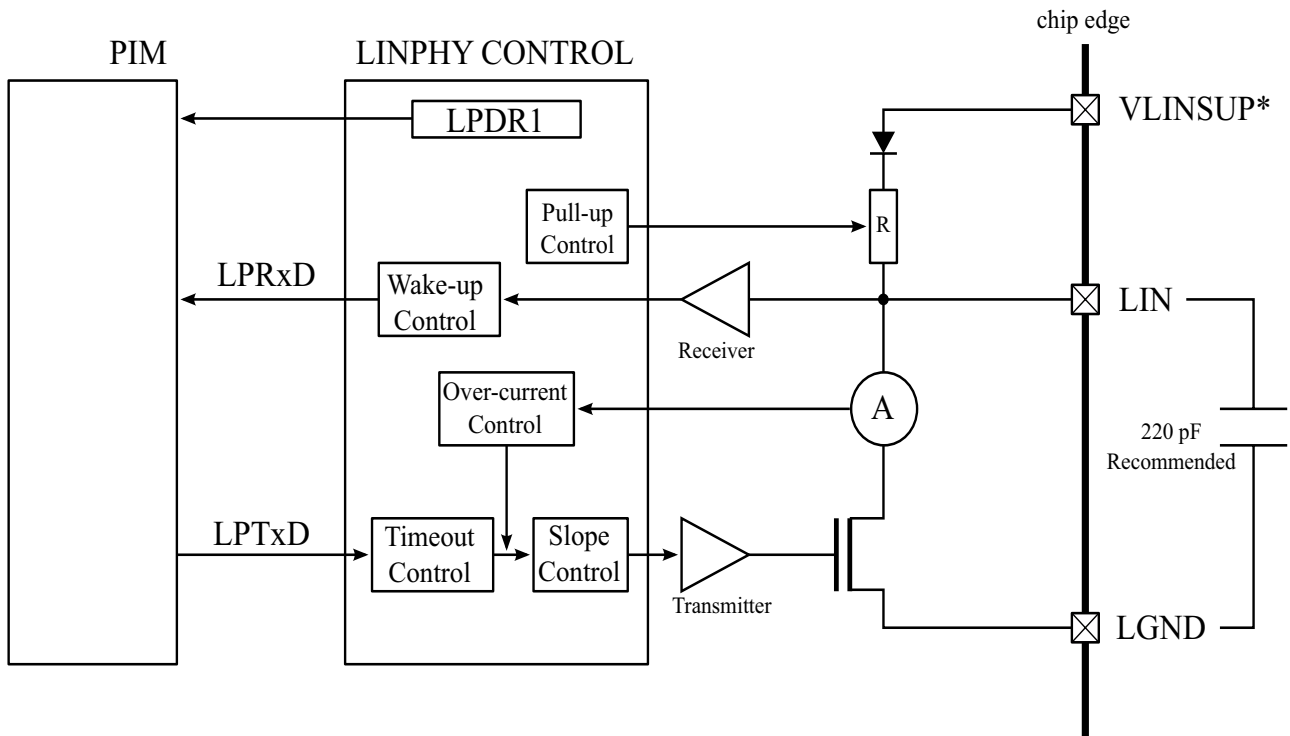 chip edge
PIM
LINPHY CONTROL
LPDR1
VLINSUP*
Pull-up
Control
R
LPRxD
Wake-up
Control
Receiver
LIN
Over-current
Control
A
220 pF
Recommended
LPTxD
Timeout
Control
Slope
Control
Transmitter
LGND